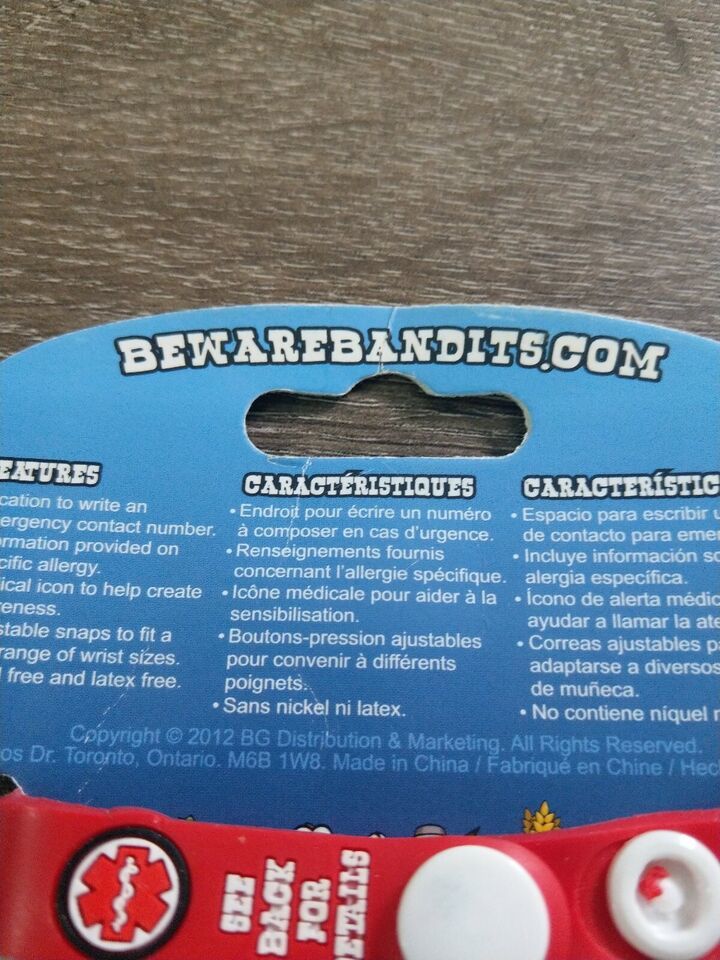 BEWAREBANDITS.COM
EATURES
cation to write an
ergency contact number.
ormation provided on
cific allergy.
ical icon to help create
reness.
stable snaps to fit a
range of wrist sizes.
l free and latex free.
CARACTÉRISTIQUES
• Endroit pour écrire un numéro
à composer en cas d'urgence.
• Renseignements fournis
concernant l'allergie spécifique.
• Icône médicale pour aider à la
sensibilisation.
• Boutons-pression ajustables
pour convenir à différents
poignets.
• Sans nickel ni latex.
CARACTERÍSTIC
• Espacio para escribir u
de contacto para emer
• Incluye información so
alergia específica.
• Ícono de alerta médic
ayudar a llamar la ate
• Correas ajustables pa
adaptarse a diversos
de muñeca.
• No contiene níquel n
Copyright © 2012 BG Distribution & Marketing. All Rights Reserved.
os Dr. Toronto, Ontario. M6B 1W8. Made in China / Fabriqué en Chine / Hec
SEE
BACK
FOR
DETAILS